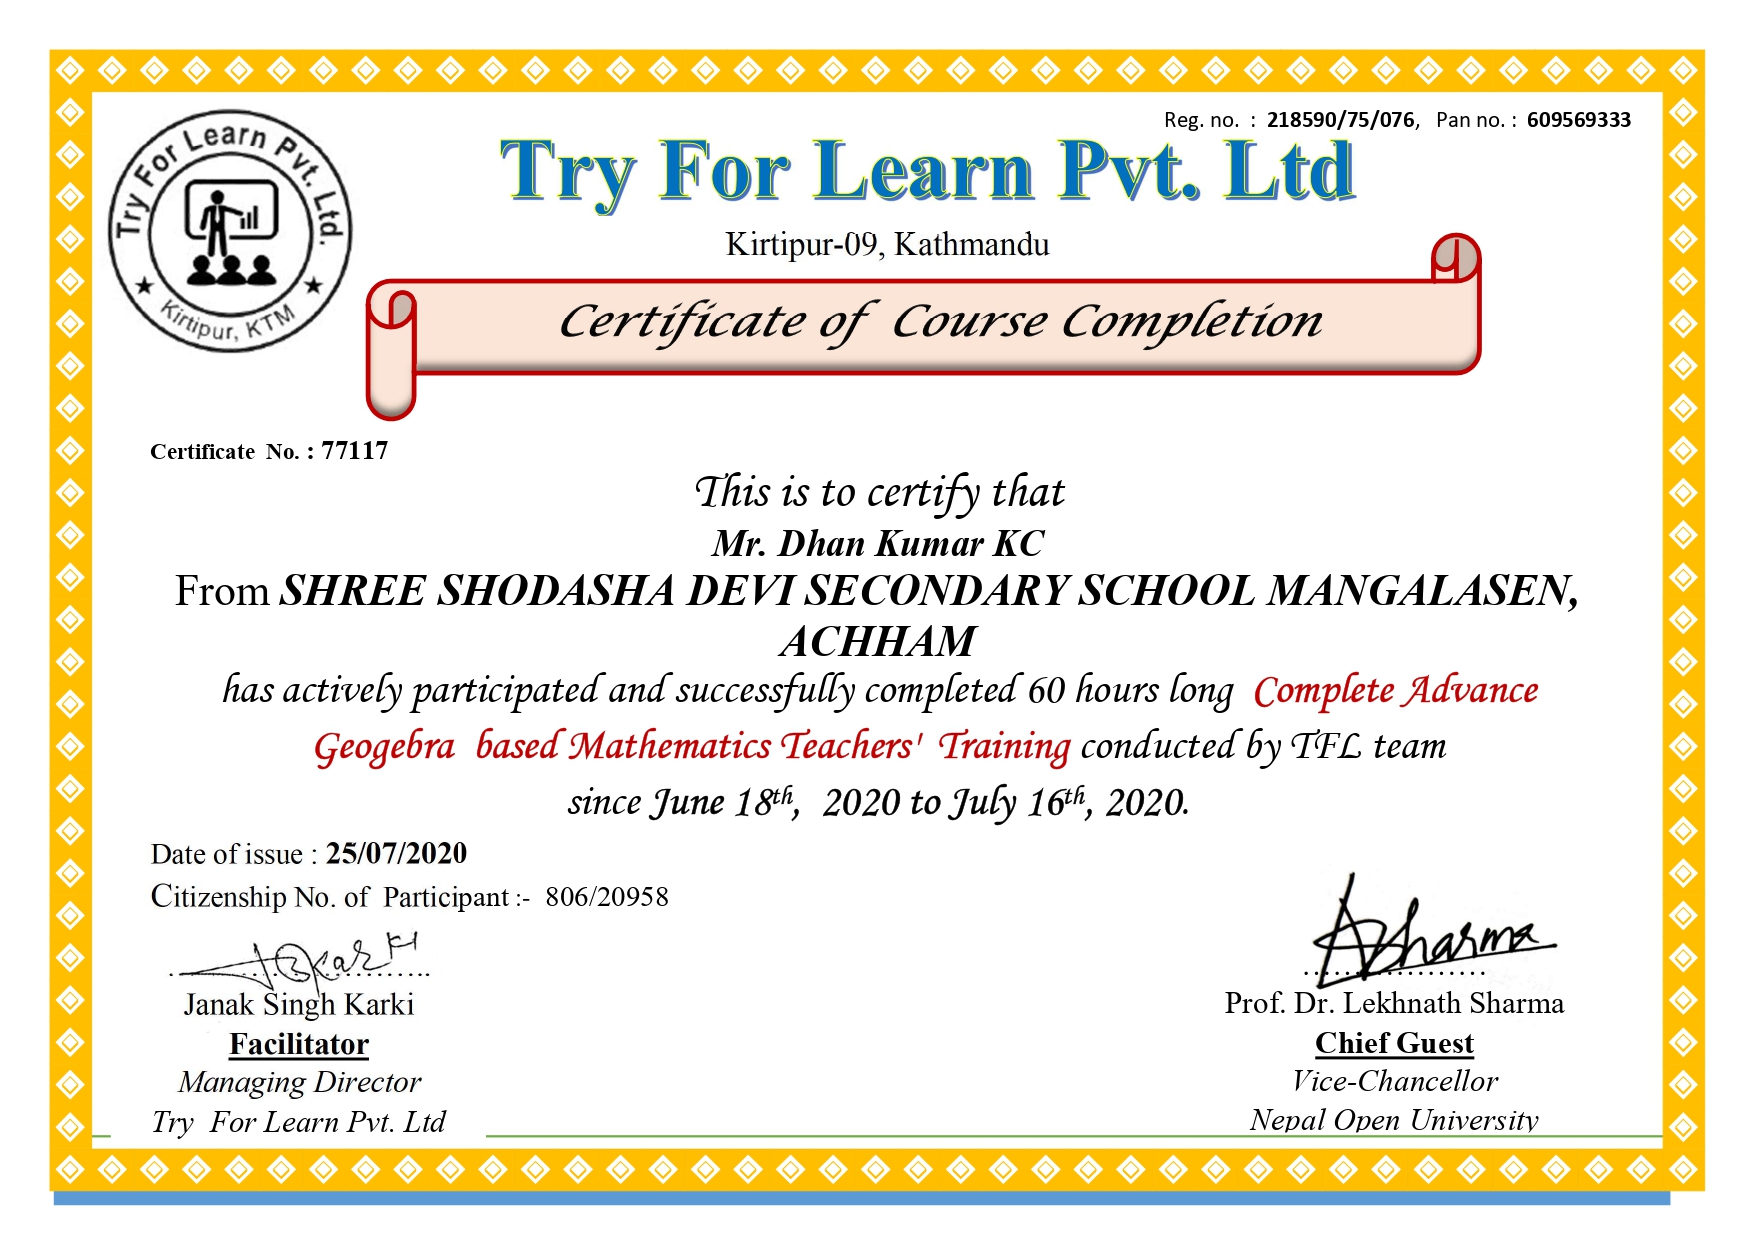 Reg. no. : 218590/75/076, Pan no. : 609569333
Try For Learn Pvt. Ltd.
Kirtipur, KTM
Try For Learn Pvt. Ltd
Kirtipur-09, Kathmandu
Certificate of Course Completion
Certificate No. : 77117
This is to certify that
Mr. Dhan Kumar KC
From SHREE SHODASHA DEVI SECONDARY SCHOOL MANGALASEN,
ACHHAM
has actively participated and successfully completed 60 hours long Complete Advance
Geogebra based Mathematics Teachers' Training conducted by TFL team
since June 18th, 2020 to July 16th, 2020.
Date of issue : 25/07/2020
Citizenship No. of Participant :- 806/20958
Janak Singh Karki
Facilitator
Managing Director
Try For Learn Pvt. Ltd
Sharma
Prof. Dr. Lekhnath Sharma
Chief Guest
Vice-Chancellor
Nepal Open University